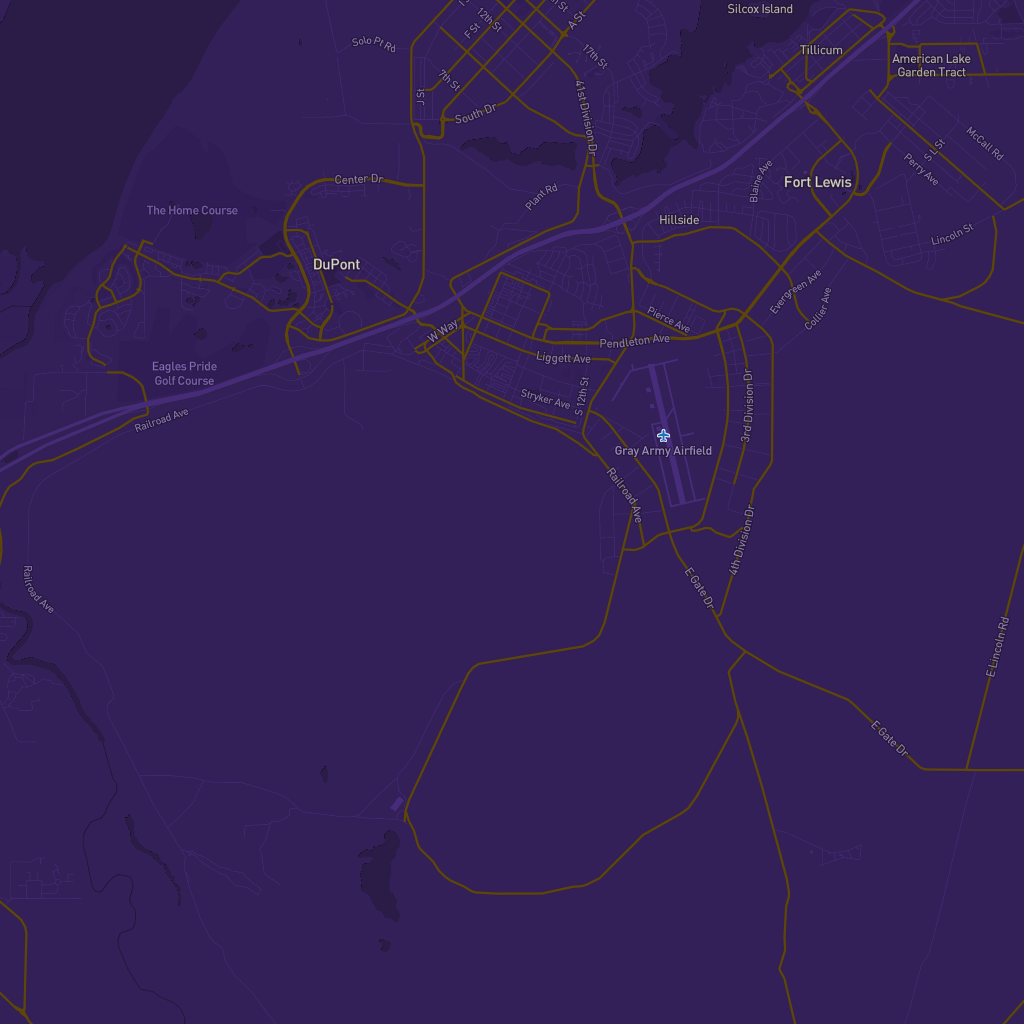 Silcox Island
12th St
F St
A St
17th St
Solo Pt Rd
Tillicum
American Lake
Garden Tract
7th St
J St
South Dr
41st Division Dr
McCall Rd
S L St
Perry Ave
Center Dr
Plant Rd
Blaine Ave
Fort Lewis
The Home Course
Hillside
Lincoln St
DuPont
Evergreen Ave
Collier Ave
Pierce Ave
W Way
Pendleton Ave
Liggett Ave
Eagles Pride
Golf Course
Stryker Ave
S 12th St
3rd Division Dr
Railroad Ave
Gray Army Airfield
Railroad Ave
4th Division Dr
Railroad Ave
E Gate Dr
E Lincoln Rd
E Gate Dr